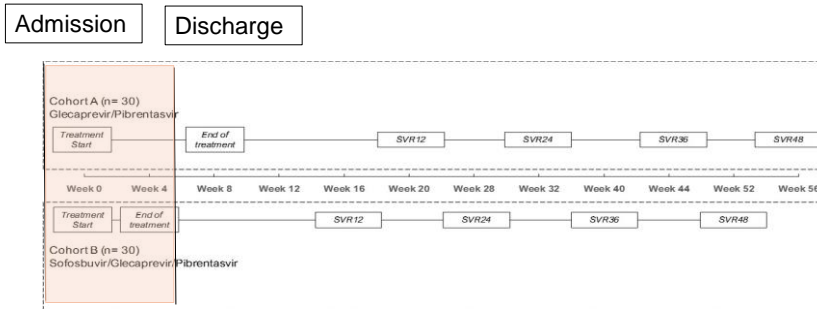 Admission Discharge
Cohort A (n= 30)
Glecaprevir/Pibrentasvir
Treatment Start End of treatment SVR12 SVR24 SVR36 SVR48
Week 0 Week 4 Week 8 Week 12 Week 16 Week 20 Week 28 Week 32 Week 40 Week 44 Week 52 Week 56
Treatment Start End of treatment SVR12 SVR24 SVR36 SVR48
Cohort B (n= 30)
Sofosbuvir/Glecaprevir/Pibrentasvir